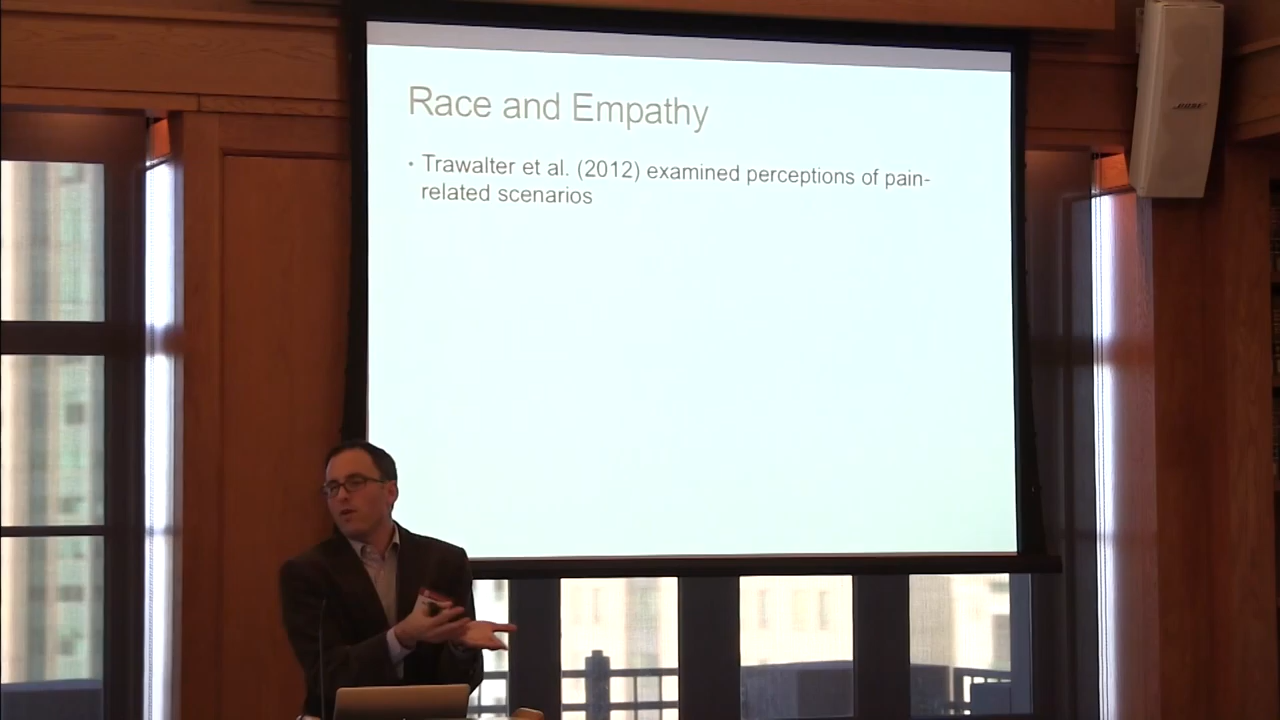 Race and Empathy
• Trawalter et al. (2012) examined perceptions of pain-
related scenarios
BOSE